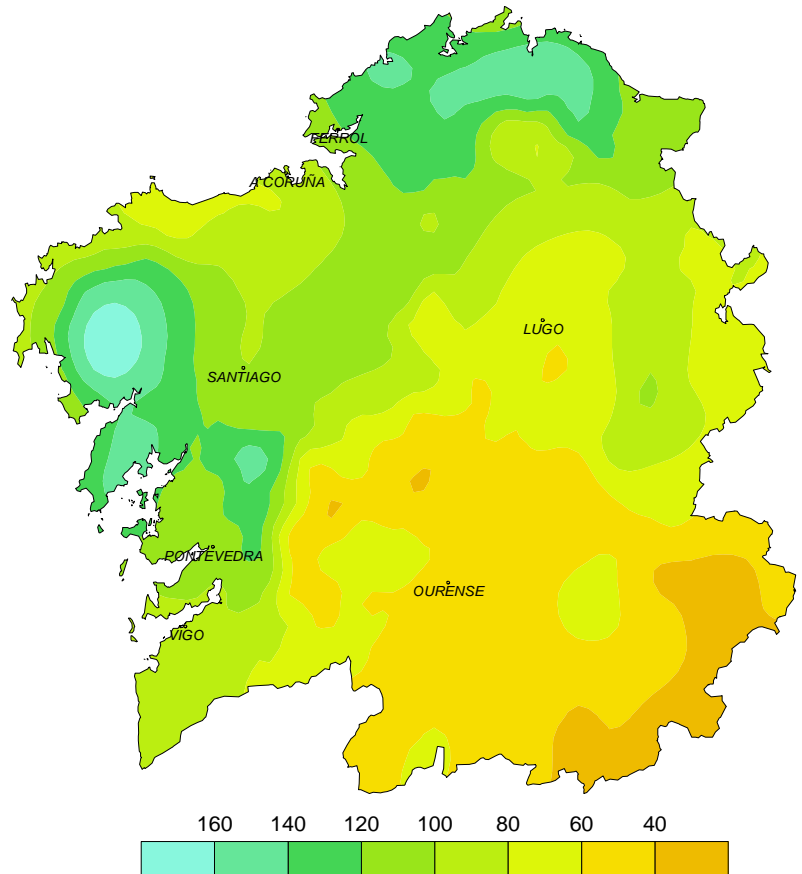 FERROL
A CORUÑA
LUGO
SANTIAGO
PONTEVEDRA
OURENSE
VIGO
160 140 120 100 80 60 40